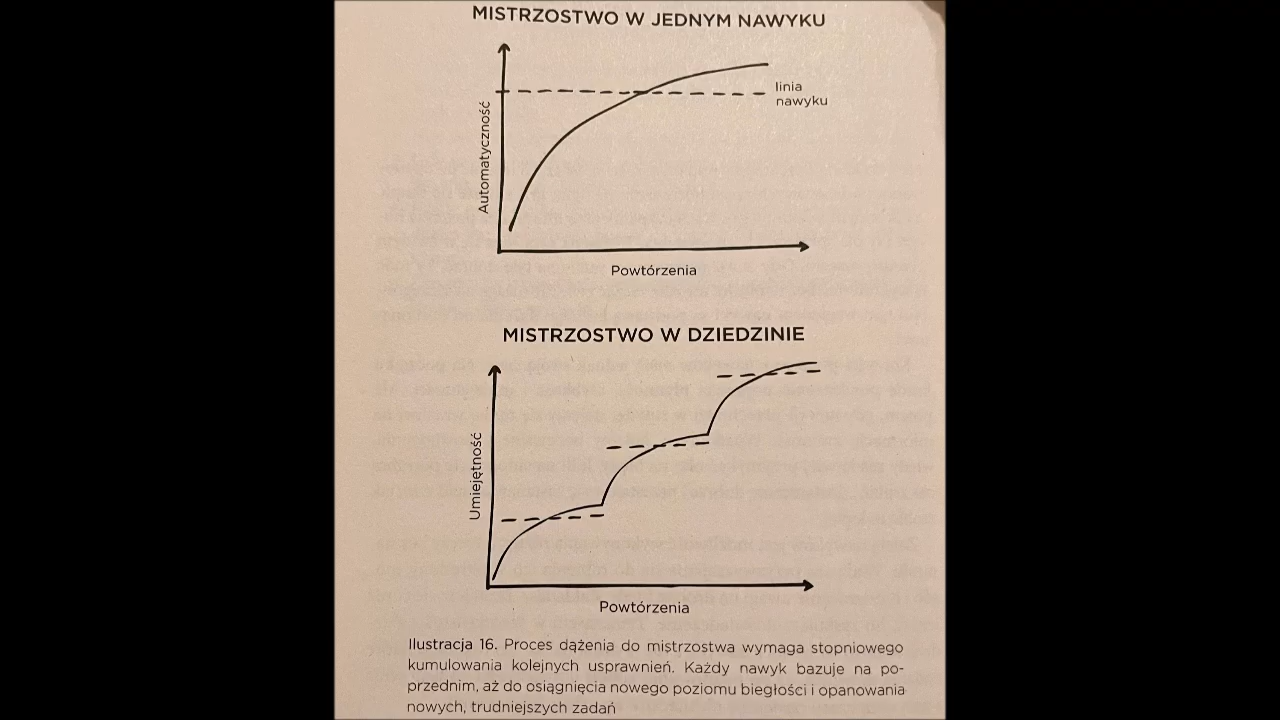 MISTRZOSTWO W JEDNYM NAWYKU
linia
nawyku
Automatyczność
Powtórzenia
MISTRZOSTWO W DZIEDZINIE
Umiejętność
Powtórzenia
Ilustracja 16. Proces dążenia do mistrzostwa wymaga stopniowego
kumulowania kolejnych usprawnień. Każdy nawyk bazuje na po-
przednim, aż do osiągnięcia nowego poziomu biegłości i opanowania
nowych, trudniejszych zadań